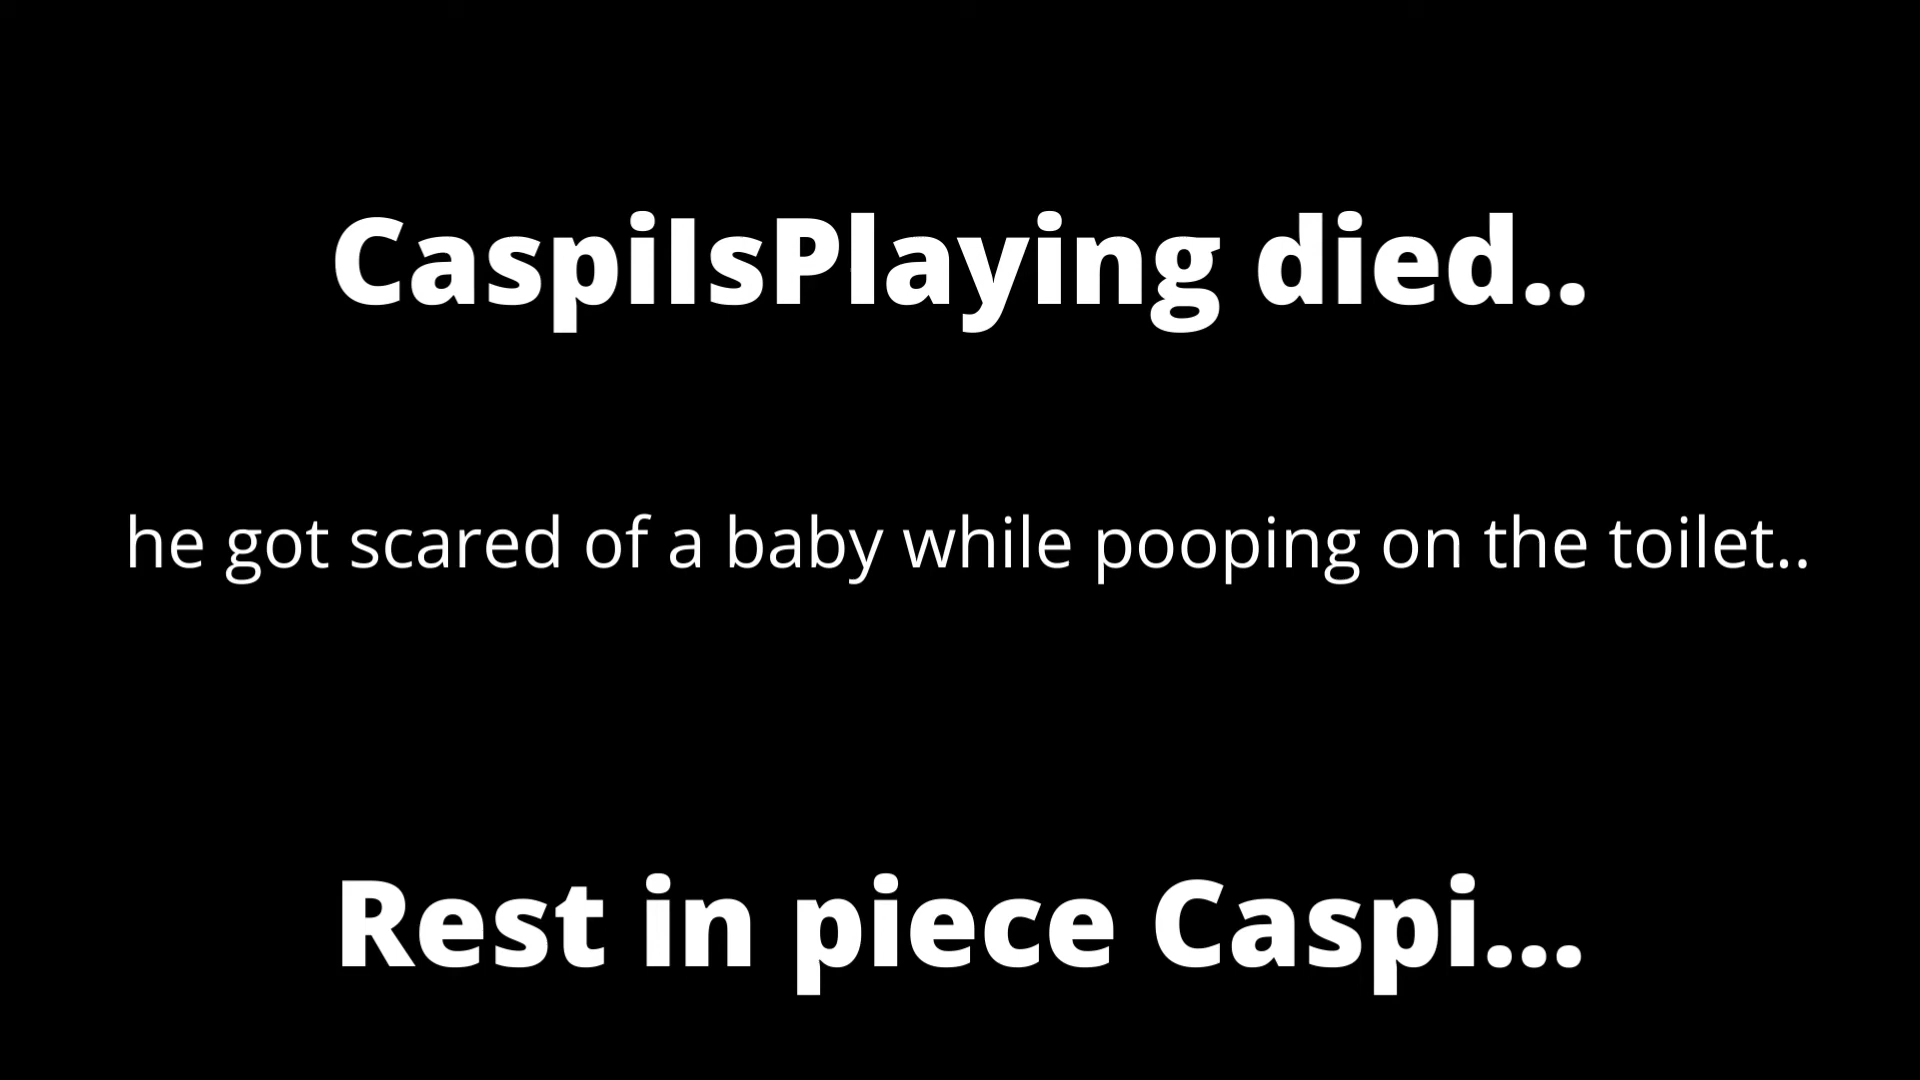 CaspiIsPlaying died..
he got scared of a baby while pooping on the toilet..
Rest in piece Caspi...